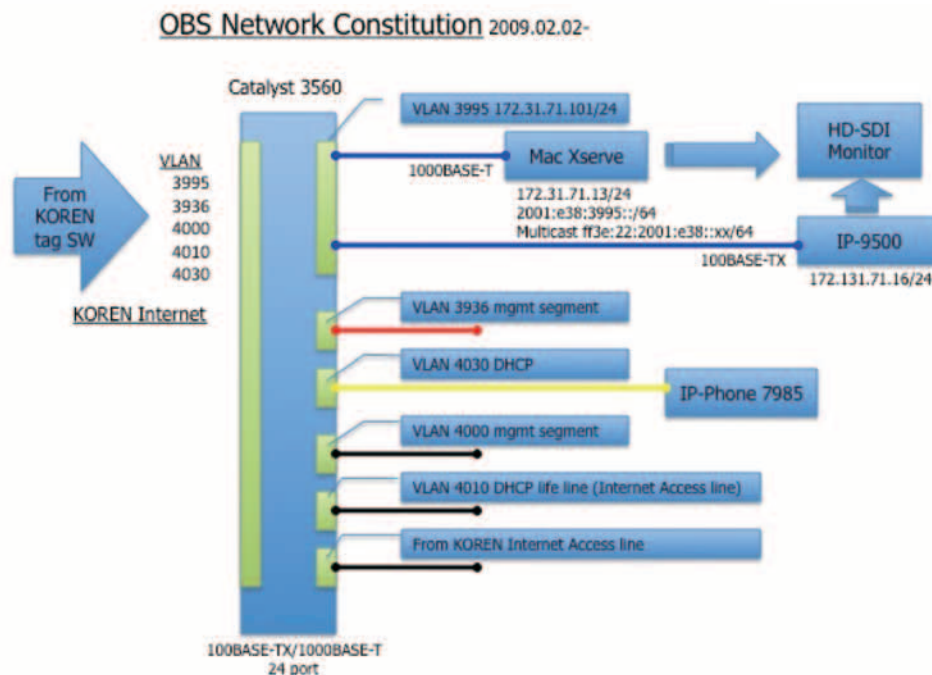 OBS Network Constitution 2009.02.02-
Catalyst 3560
VLAN 3995 172.31.71.101/24
HD-SDI
Monitor
Mac Xserve
1000BASE-T
VLAN
3995
3936
4000
4010
4030
From
KOREN
tag SW
172.31.71.13/24
2001:e38:3995::/64
Multicast ff3e:22:2001:e38::xx/64
IP-9500
100BASE-TX
172.131.71.16/24
KOREN Internet
VLAN 3936 mgmt segment
VLAN 4030 DHCP
IP-Phone 7985
VLAN 4000 mgmt segment
VLAN 4010 DHCP life line (Internet Access line)
From KOREN Internet Access line
100BASE-TX/1000BASE-T
24 port